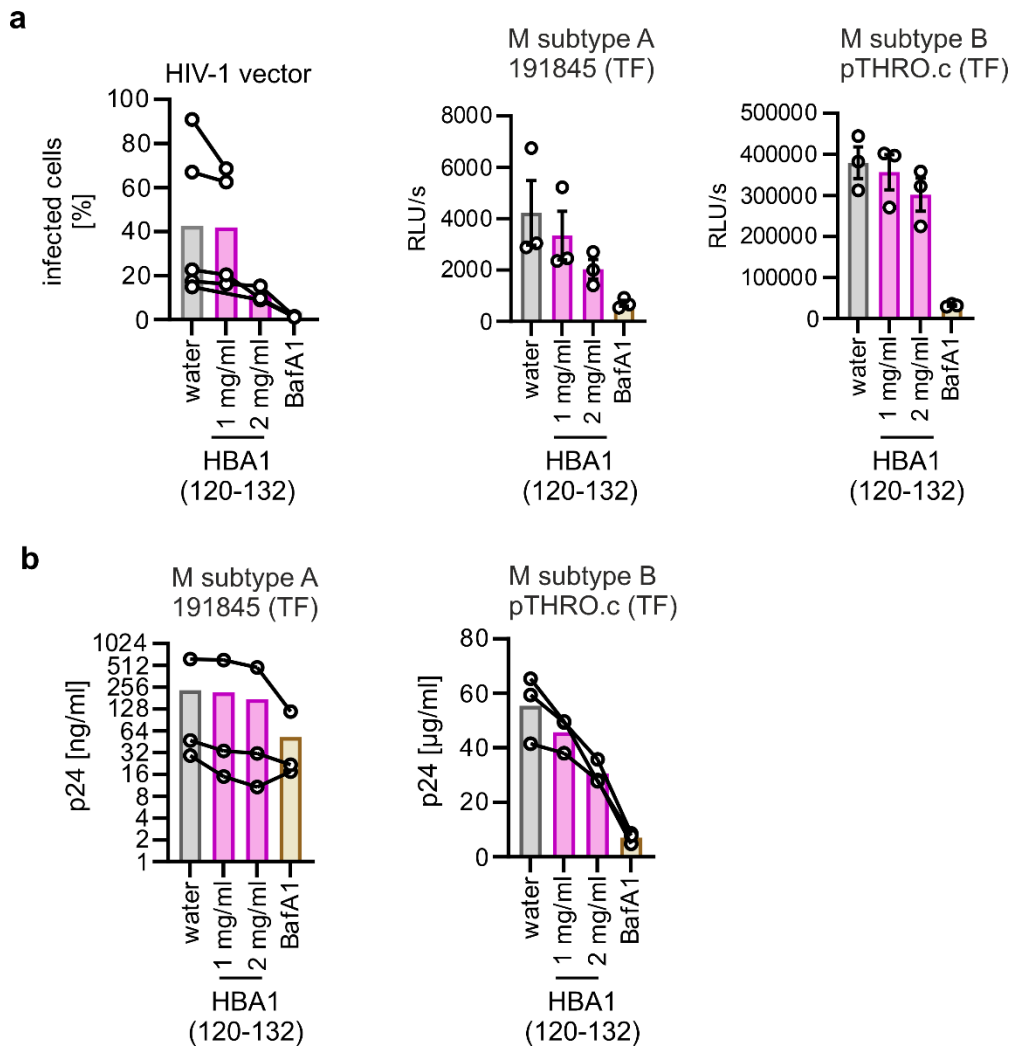 a
HIV-1 vector
infected cells
[%]
100
80
60
40
20
0
water
1 mg/ml
2 mg/ml
BafA1
HBA1
(120-132)
M subtype A
191845 (TF)
RLU/s
8000
6000
4000
2000
0
water
1 mg/ml
2 mg/ml
BafA1
HBA1
(120-132)
M subtype B
pTHRO.c (TF)
RLU/s
500000
400000
300000
200000
100000
0
water
1 mg/ml
2 mg/ml
BafA1
HBA1
(120-132)
b
M subtype A
191845 (TF)
p24 [ng/ml]
1024
512
256
128
64
32
16
8
4
2
1
water
1 mg/ml
2 mg/ml
BafA1
HBA1
(120-132)
M subtype B
pTHRO.c (TF)
p24 [µg/ml]
80
60
40
20
0
water
1 mg/ml
2 mg/ml
BafA1
HBA1
(120-132)